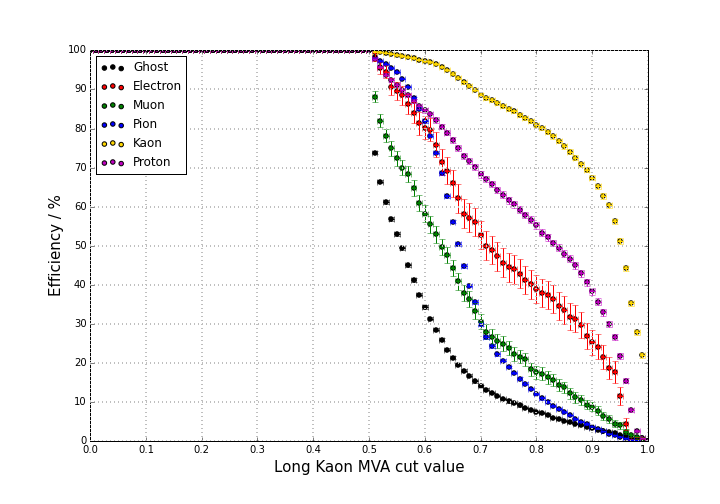 100
90
80
70
60
50
40
30
20
10
0
Efficiency / %
Ghost
Electron
Muon
Pion
Kaon
Proton
0.0 0.1 0.2 0.3 0.4 0.5 0.6 0.7 0.8 0.9 1.0
Long Kaon MVA cut value